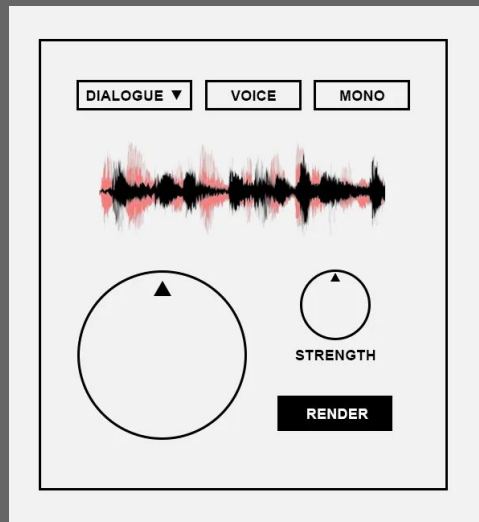 DIALOGUE ▼ VOICE MONO
STRENGTH
RENDER